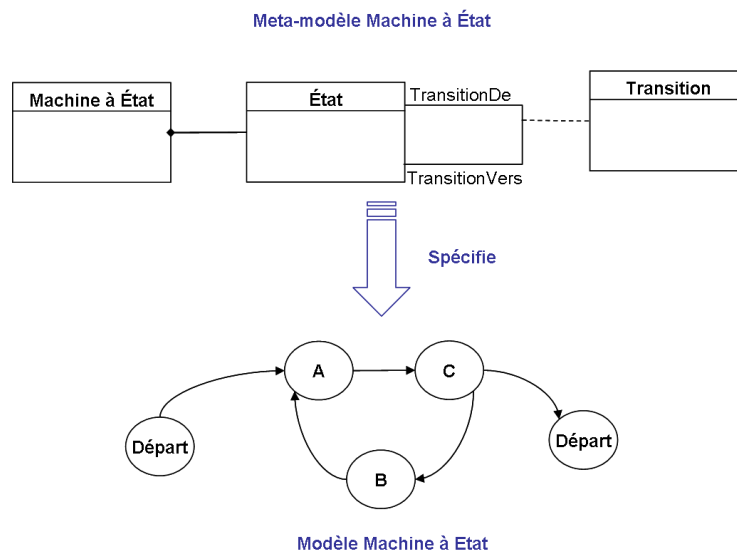 Meta-modèle Machine à État
Machine à État
État
TransitionDe
Transition
TransitionVers
Spécifie
A
C
Départ
Départ
B
Modèle Machine à Etat